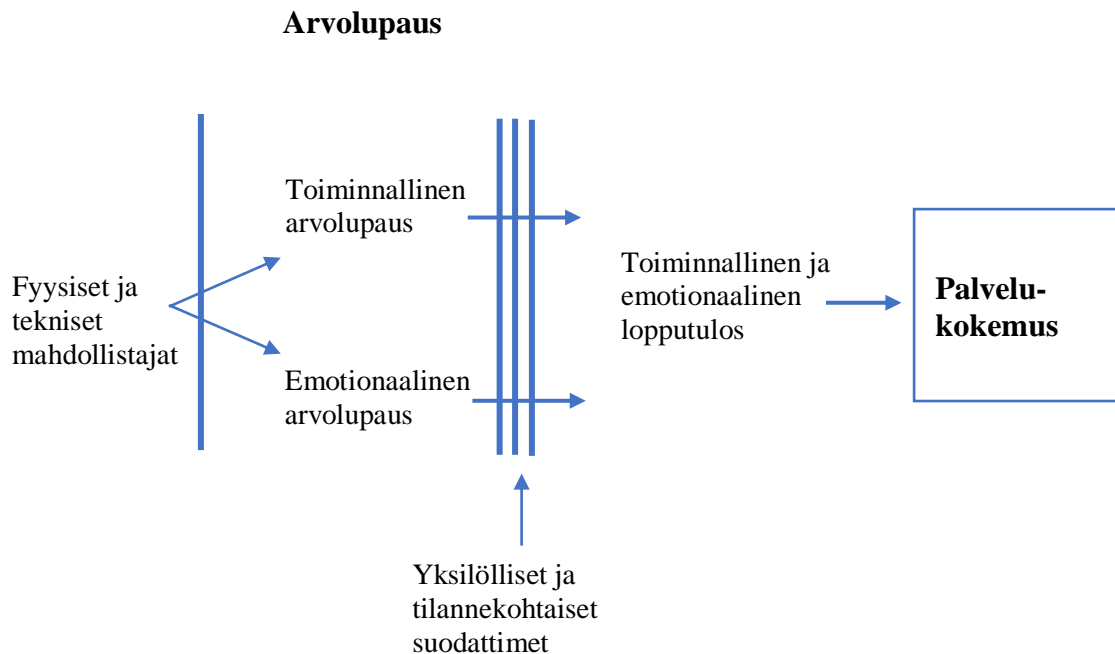 Arvolupaus
Fyysiset ja
tekniset
mahdollistajat
Toiminnallinen
arvolupaus
Emotionaalinen
arvolupaus
Yksilölliset ja
tilannekohtaiset
suodattimet
Toiminnallinen ja
emotionaalinen
lopputulos
Palvelu-
kokemus